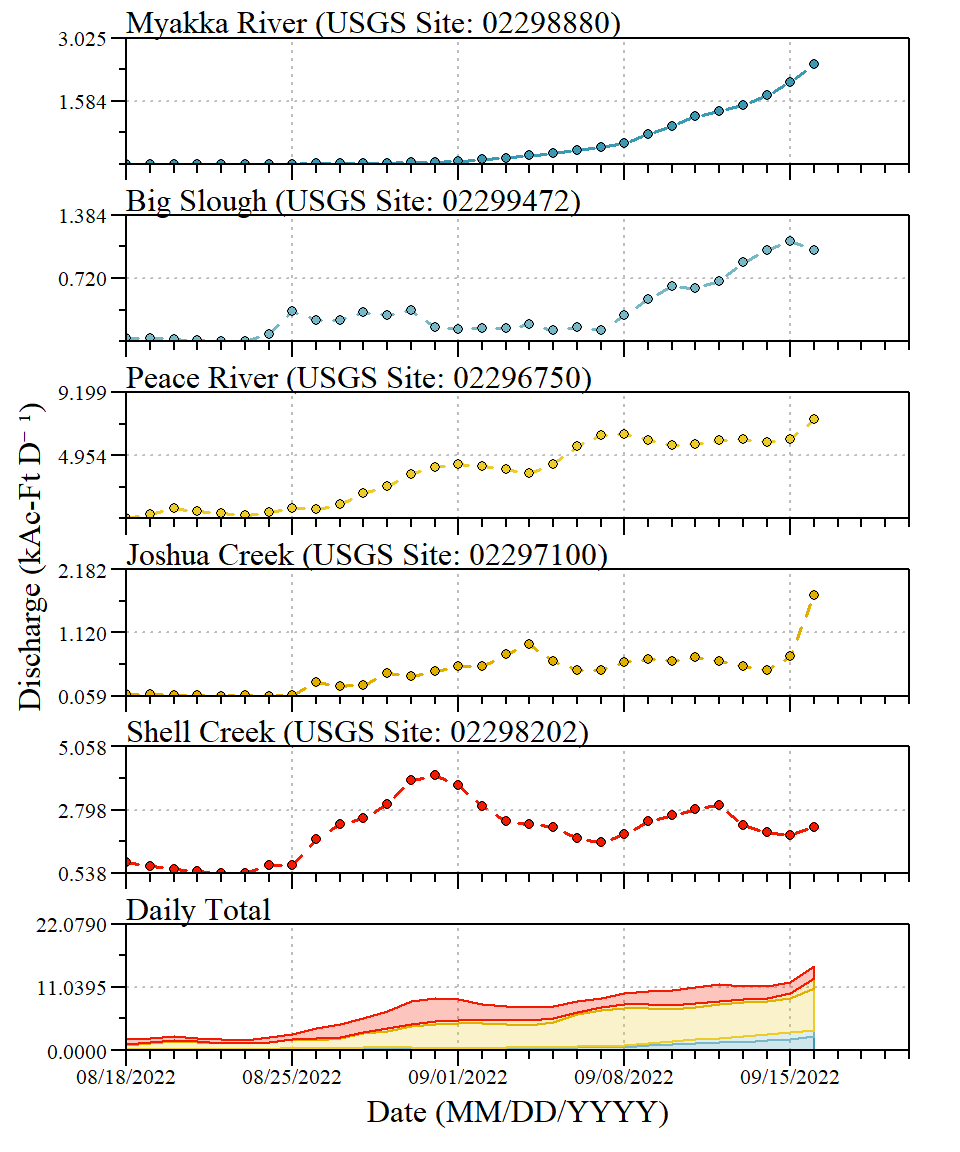 Myakka River (USGS Site: 02298880)
3.025
1.584
Big Slough (USGS Site: 02299472)
1.384
0.720
Peace River (USGS Site: 02296750)
9.199
4.954
Joshua Creek (USGS Site: 02297100)
2.182
1.120
0.059
Shell Creek (USGS Site: 02298202)
5.058
2.798
0.538
Daily Total
22.0790
11.0395
0.0000
08/18/2022 08/25/2022 09/01/2022 09/08/2022 09/15/2022
Date (MM/DD/YYYY)
Discharge (kAc-Ft D⁻¹)